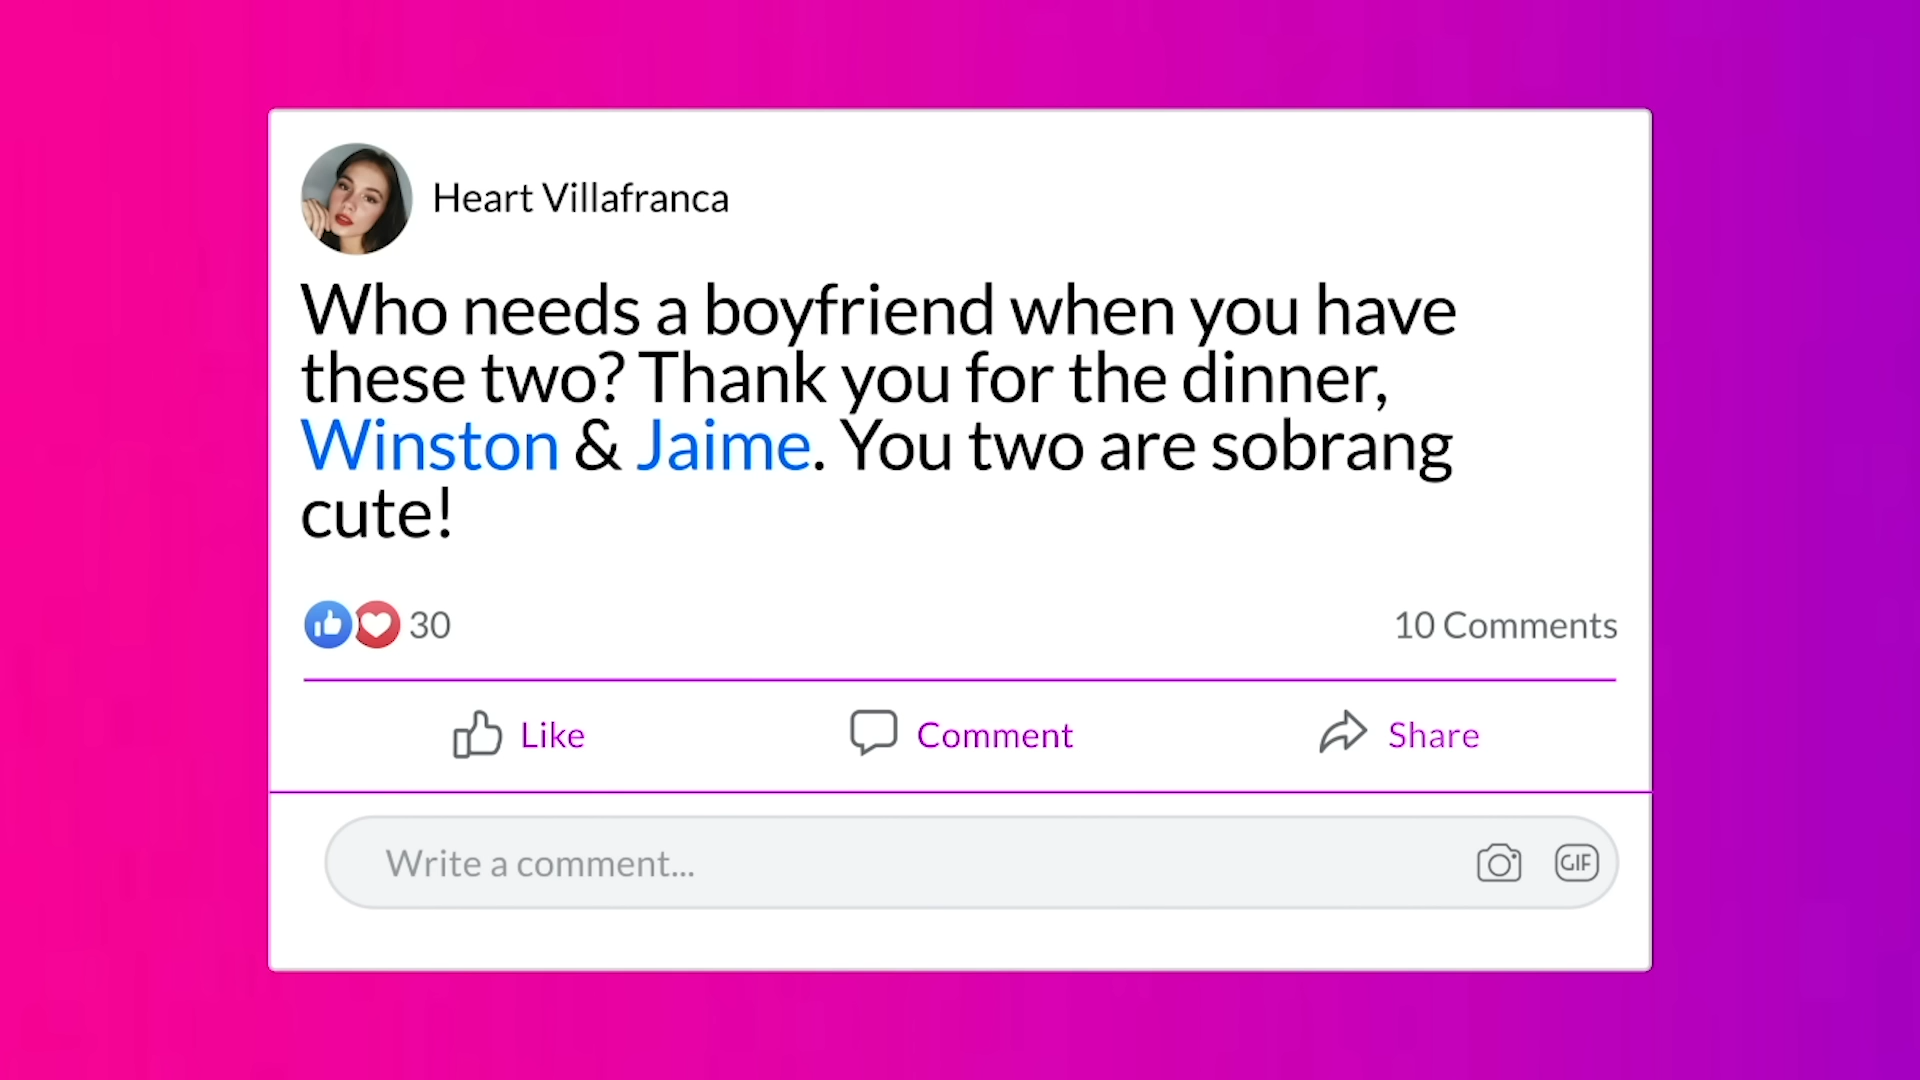 Heart Villafranca
Who needs a boyfriend when you have
these two? Thank you for the dinner,
Winston & Jaime. You two are sobrang
cute!
30
10 Comments
Like
Comment
Share
Write a comment...
GIF